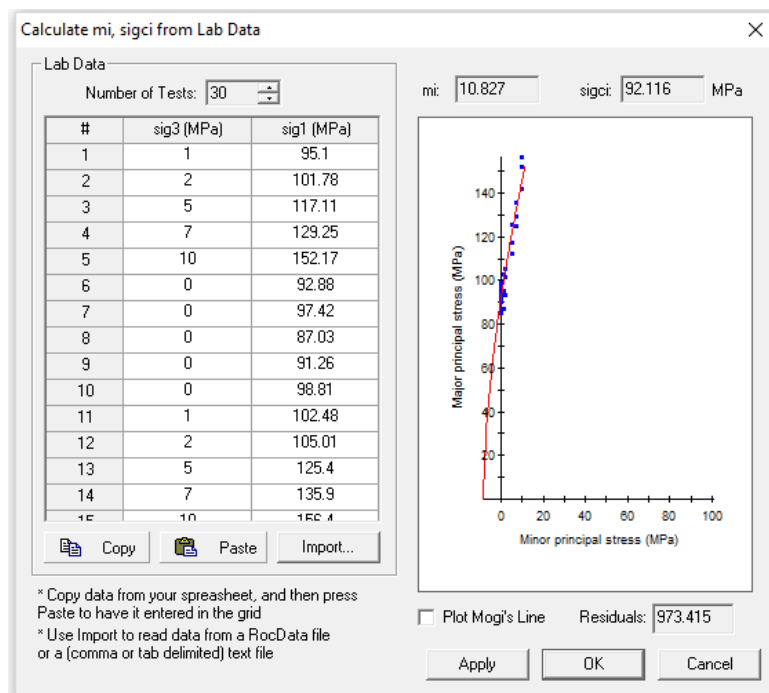 Calculate mi, sigci from Lab Data
Lab Data
Number of Tests: 30
# sig3 (MPa) sig1 (MPa)
1 1 95.1
2 2 101.78
3 5 117.11
4 7 129.25
5 10 152.17
6 0 92.88
7 0 97.42
8 0 87.03
9 0 91.26
10 0 98.81
11 1 102.48
12 2 105.01
13 5 125.4
14 7 135.9
15 10 156.4
Copy Paste Import...
* Copy data from your spreasheet, and then press
Paste to have it entered in the grid
* Use Import to read data from a RocData file
or a (comma or tab delimited) text file
mi: 10.827 sigci: 92.116 MPa
Major principal stress (MPa)
140
120
100
80
60
40
20
0 20 40 60 80 100
Minor principal stress (MPa)
Plot Mogi's Line Residuals: 973.415
Apply OK Cancel